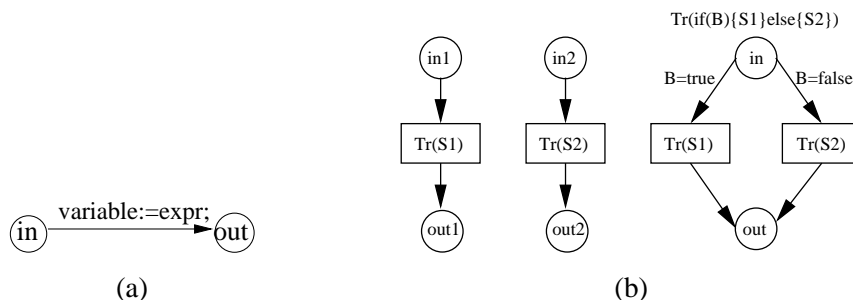 Tr(if(B){S1}else{S2})
in1
in2
in
B=true
B=false
Tr(S1)
Tr(S2)
Tr(S1)
Tr(S2)
variable:=expr;
in
out
out1
out2
out
(a)
(b)